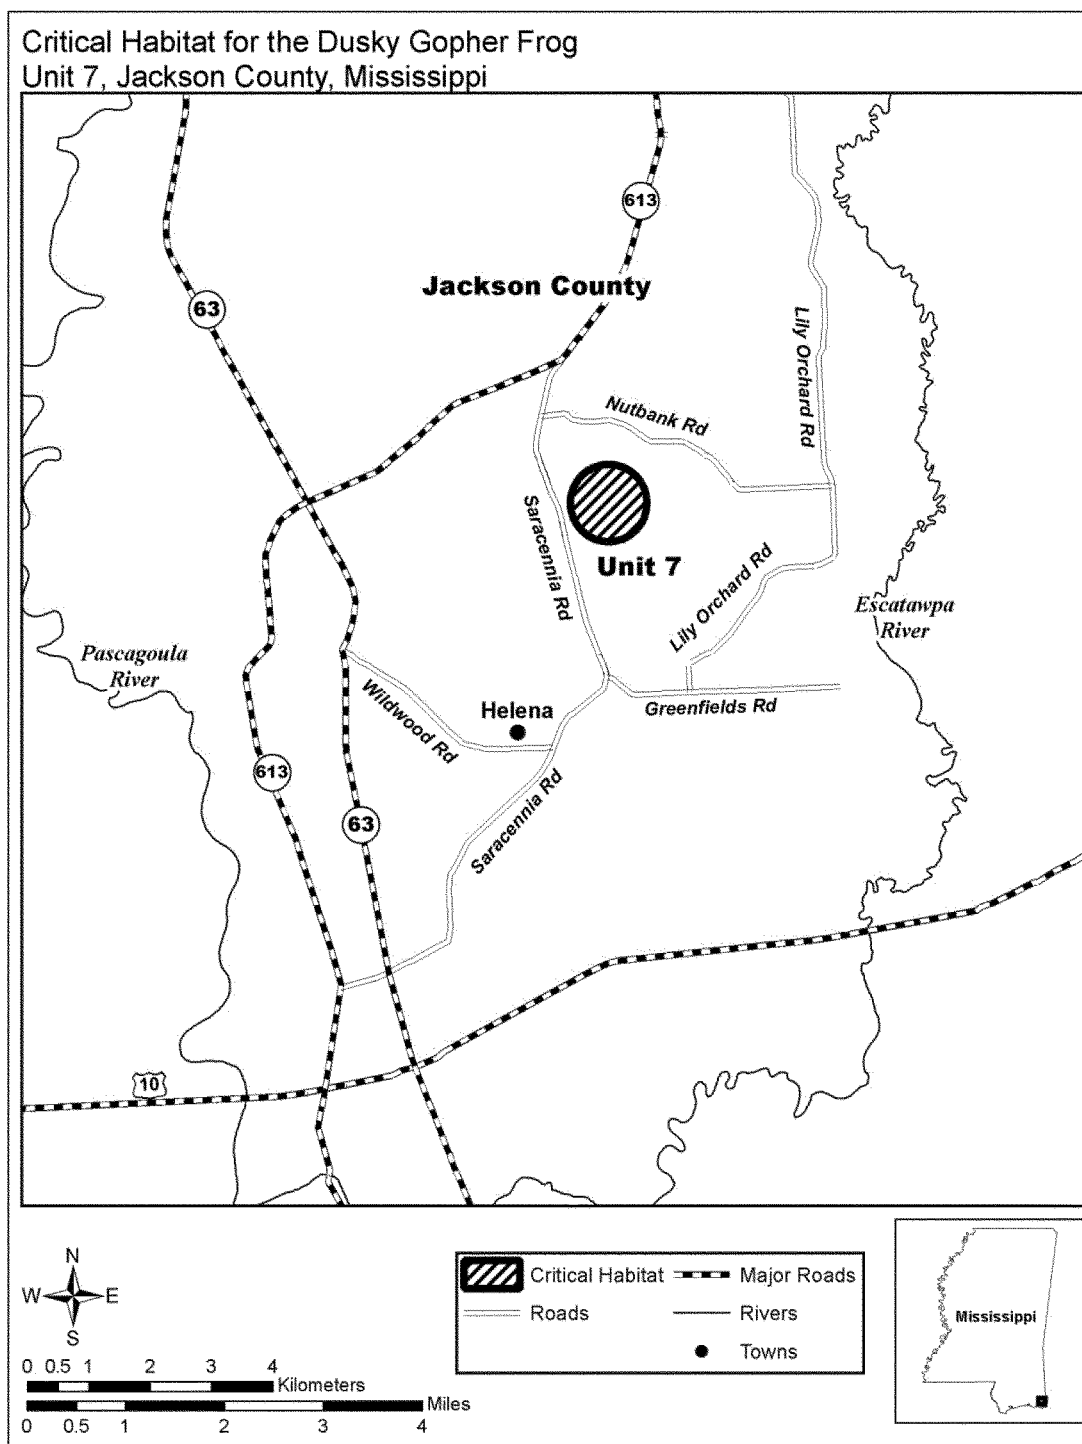 Critical Habitat for the Dusky Gopher Frog
Unit 7, Jackson County, Mississippi
613
Jackson County
63
Lily Orchard Rd
Nutbank Rd
Saracennia Rd
Unit 7
Lily Orchard Rd
Escatawpa
River
Pascagoula
River
Wildwood Rd
Helena
Greenfields Rd
613
63
Saracennia Rd
10
N
W E
S
Critical Habitat
Major Roads
Roads
Rivers
Towns
Mississippi
0 0.5 1 2 3 4
Kilometers
Miles
0 0.5 1 2 3 4